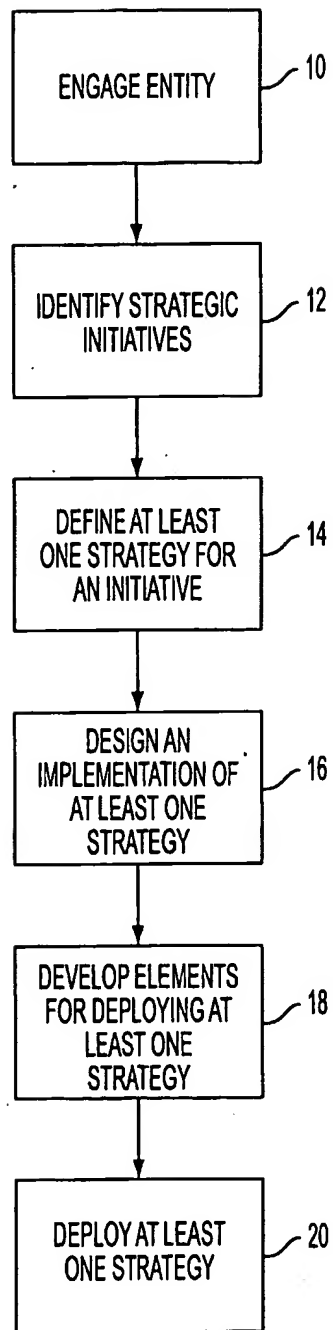 ENGAGE ENTITY
10
IDENTIFY STRATEGIC
INITIATIVES
12
DEFINE AT LEAST
ONE STRATEGY FOR
AN INITIATIVE
14
DESIGN AN
IMPLEMENTATION OF
AT LEAST ONE
STRATEGY
16
DEVELOP ELEMENTS
FOR DEPLOYING AT
LEAST ONE
STRATEGY
18
DEPLOY AT LEAST
ONE STRATEGY
20